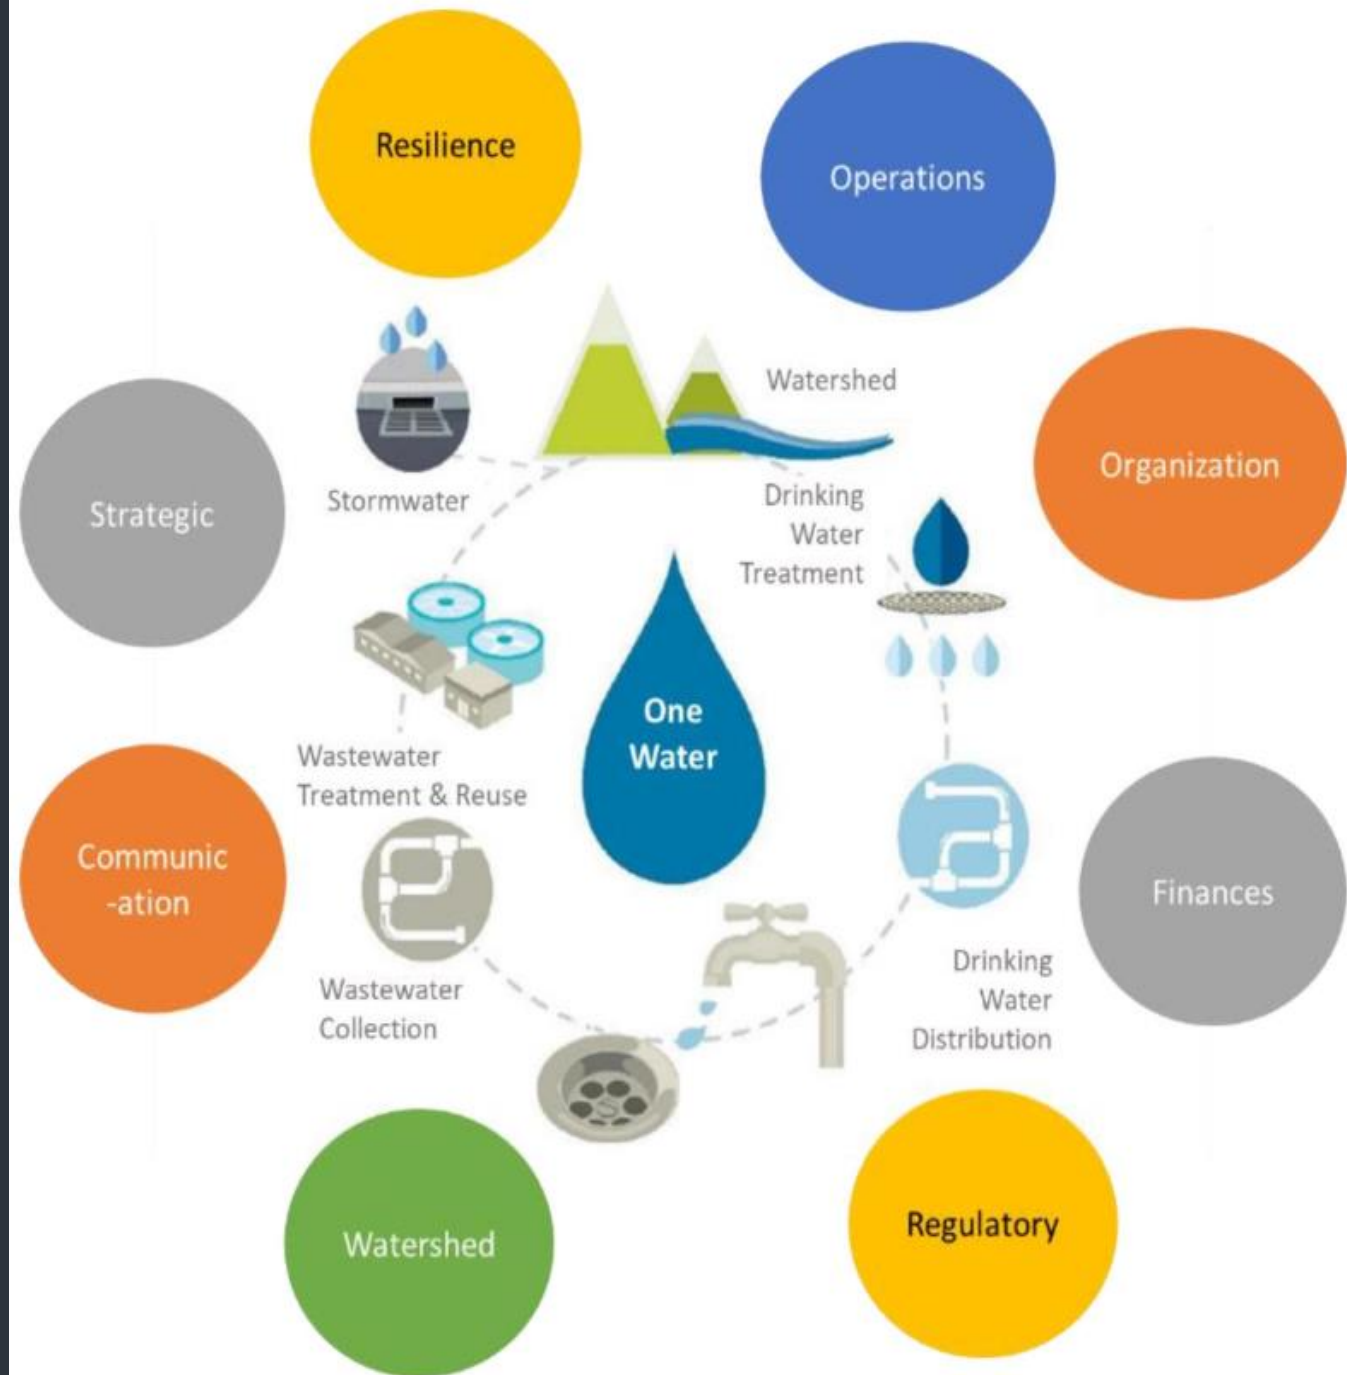 Resilience
Operations
Watershed
Organization
Strategic
Stormwater
Drinking
Water
Treatment
One
Water
Wastewater
Treatment & Reuse
Communic
-ation
Finances
Wastewater
Collection
Drinking
Water
Distribution
Watershed
Regulatory